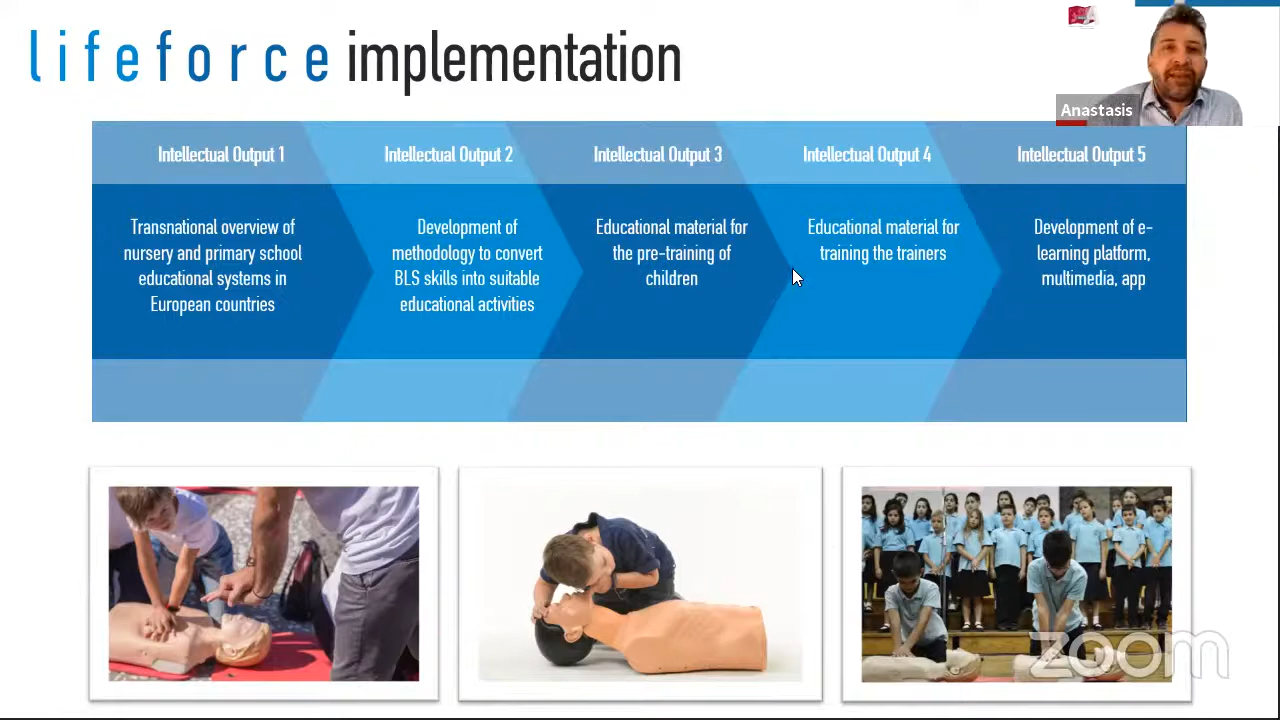 lifeforce implementation
Anastasis
Intellectual Output 1
Intellectual Output 2
Intellectual Output 3
Intellectual Output 4
Intellectual Output 5
Transnational overview of
nursery and primary school
educational systems in
European countries
Development of
methodology to convert
BLS skills into suitable
educational activities
Educational material for
the pre-training of
children
Educational material for
training the trainers
Development of e-
learning platform,
multimedia, app
zoom